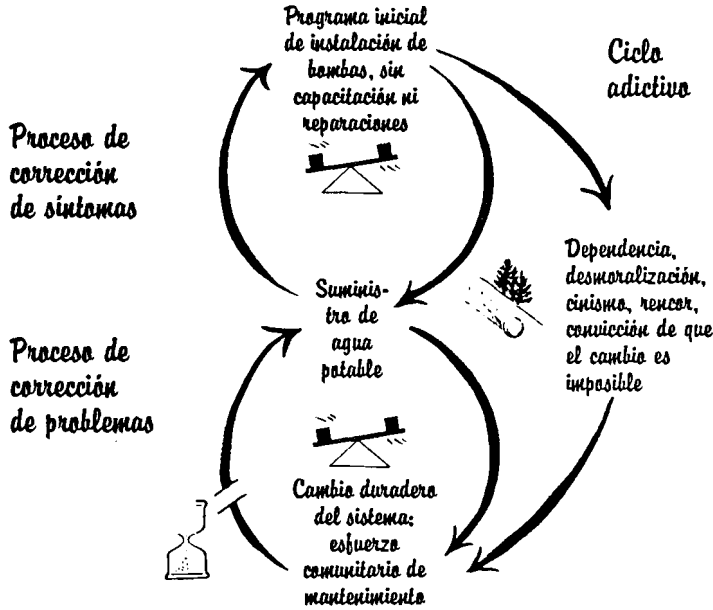 Programa inicial
de instalación de
bombas, sin
capacitación ni
reparaciones
Ciclo
adictivo
Proceso de
corrección
de síntomas
Dependencia,
desmoralización,
cinismo, rencor,
convicción de que
el cambio es
imposible
Suminis-
tro de
agua
potable
Proceso de
corrección
de problemas
Cambio duradero
del sistema:
esfuerzo
comunitario de
mantenimiento